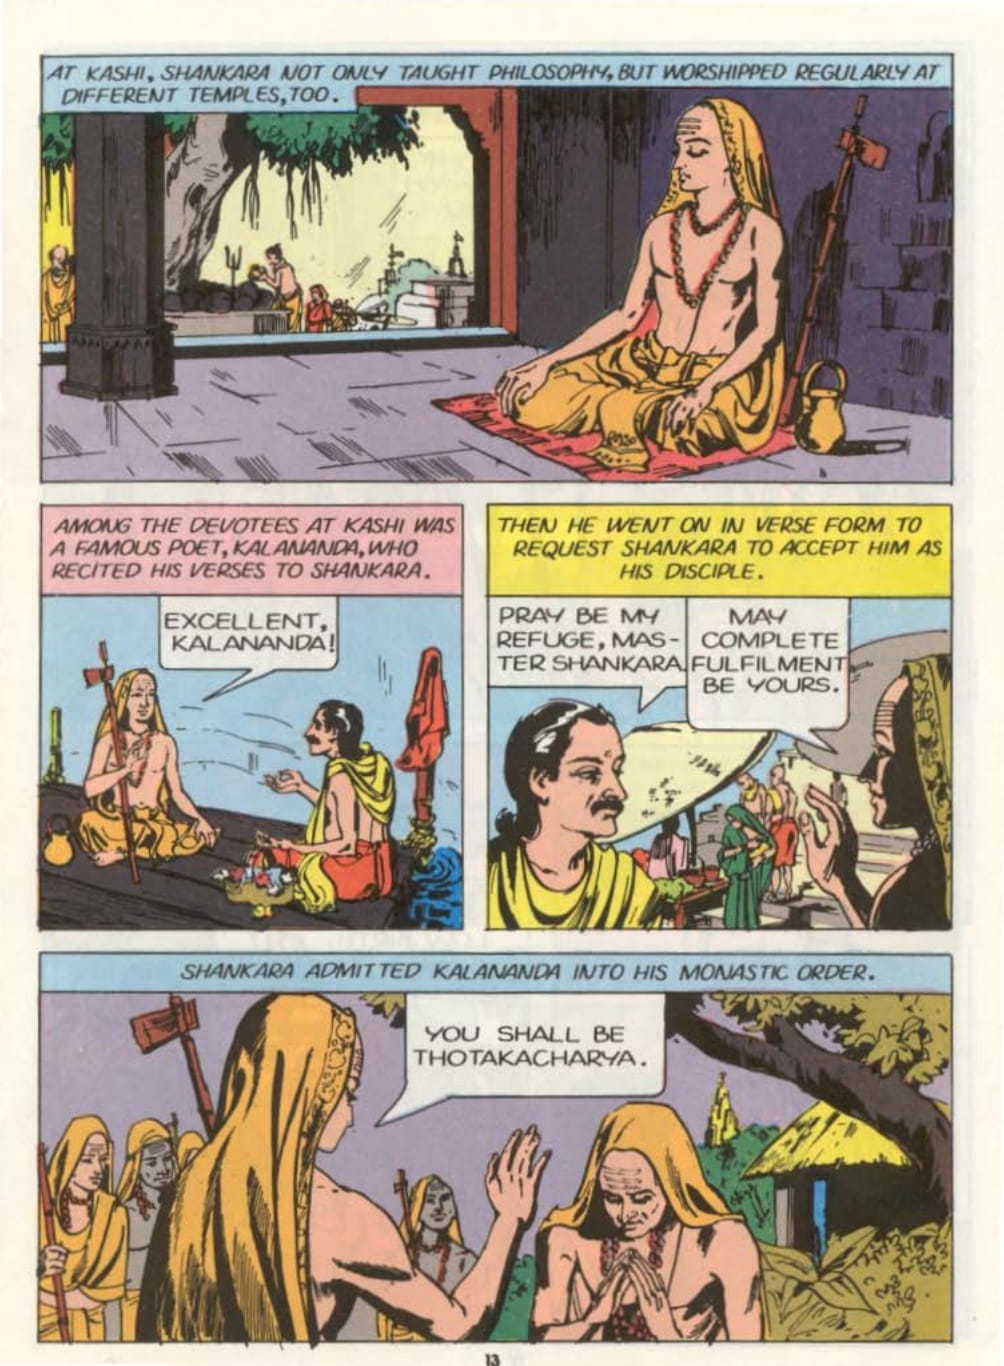 AT KASHI, SHANKARA NOT ONLY TAUGHT PHILOSOPHY, BUT WORSHIPPED REGULARLY AT
DIFFERENT TEMPLES, TOO.
AMONG THE DEVOTEES AT KASHI WAS
A FAMOUS POET, KALANANDA, WHO
RECITED HIS VERSES TO SHANKARA.
EXCELLENT,
KALANANDA!
THEN HE WENT ON IN VERSE FORM TO
REQUEST SHANKARA TO ACCEPT HIM AS
HIS DISCIPLE.
PRAY BE MY
REFUGE, MAS-
TER SHANKARA.
MAY
COMPLETE
FULFILMENT
BE YOURS.
SHANKARA ADMITTED KALANANDA INTO HIS MONASTIC ORDER.
YOU SHALL BE
THOTAKACHARYA.
13